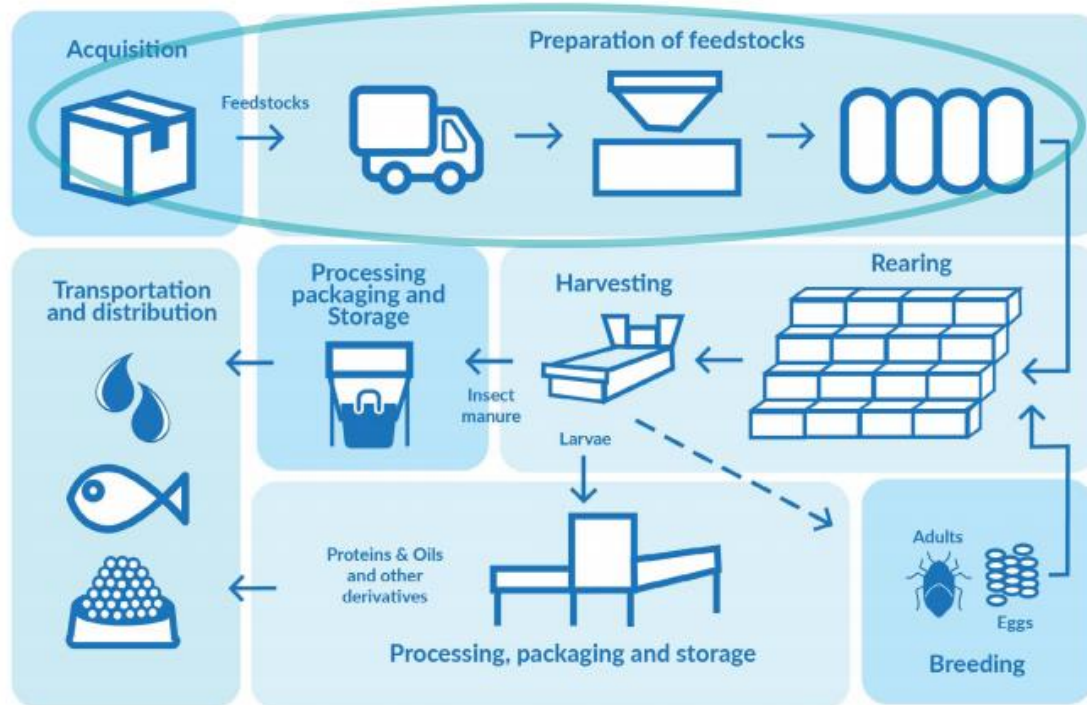 Acquisition
Preparation of feedstocks
Feedstocks
Transportation
and distribution
Processing
packaging and
Storage
Harvesting
Rearing
Insect
manure
Larvae
Proteins & Oils
and other
derivatives
Processing, packaging and storage
Adults
Eggs
Breeding